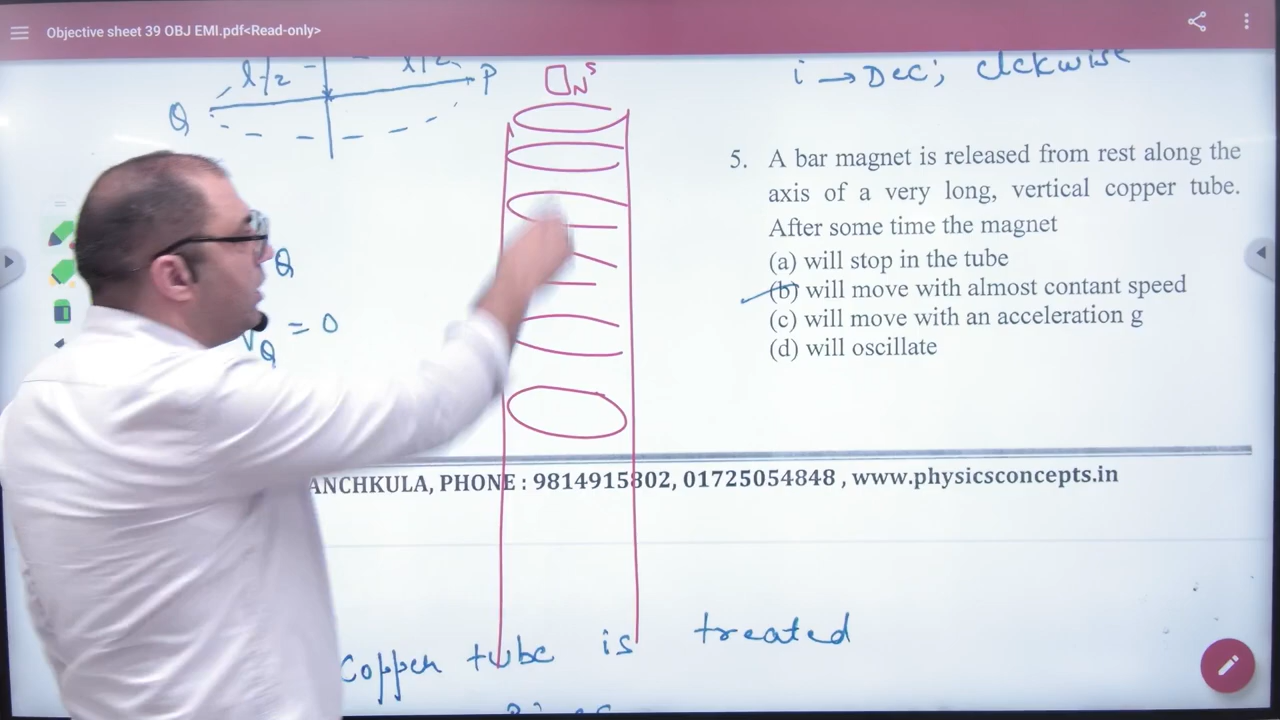 Objective sheet 39 OBJ EMI.pdf<Read-only>
l/2
P
Q
N S
i → Dec; clckwise
5. A bar magnet is released from rest along the
axis of a very long, vertical copper tube.
After some time the magnet
(a) will stop in the tube
(b) will move with almost contant speed
(c) will move with an acceleration g
(d) will oscillate
Q
V_Q = 0
ANCHKULA, PHONE : 9814915802, 01725054848 , www.physicsconcepts.in
Copper tube is treated